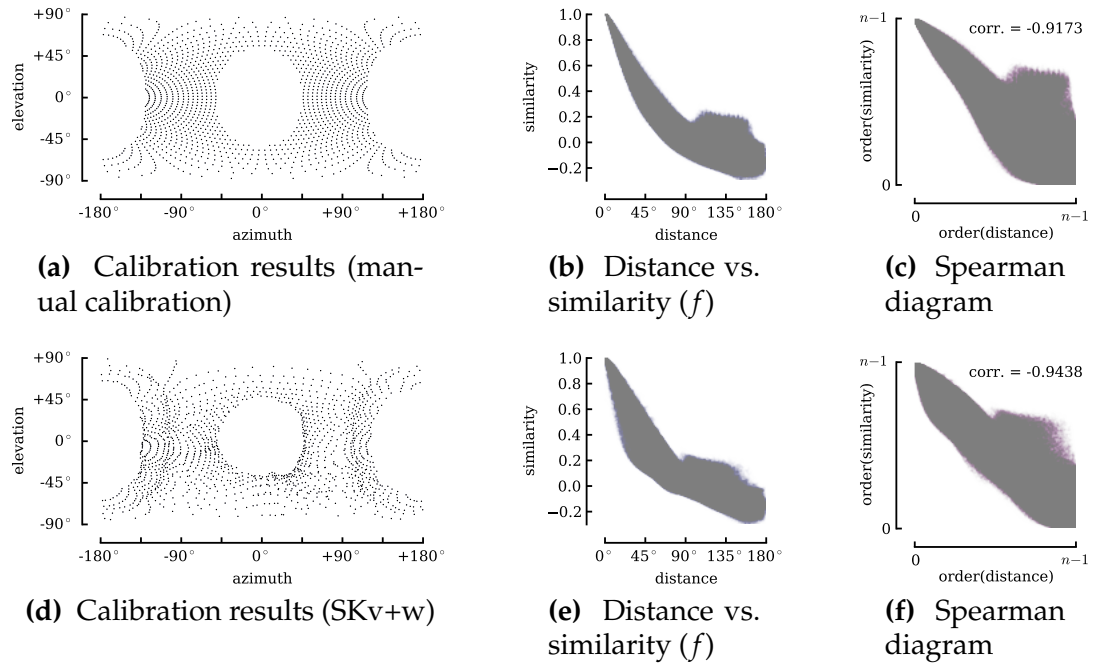 +90°
+45°
0°
-45°
-90°
elevation
-180°
-90°
0°
+90°
+180°
azimuth
(a) Calibration results (man-
ual calibration)
1.0
0.8
0.6
0.4
0.2
0.0
−0.2
similarity
0°
45°
90°
135°
180°
distance
(b) Distance vs.
similarity (f)
n−1
corr. = -0.9173
order(similarity)
0
0
n−1
order(distance)
(c) Spearman
diagram
+90°
+45°
0°
-45°
-90°
elevation
-180°
-90°
0°
+90°
+180°
azimuth
(d) Calibration results (SKv+w)
1.0
0.8
0.6
0.4
0.2
0.0
−0.2
similarity
0°
45°
90°
135°
180°
distance
(e) Distance vs.
similarity (f)
n−1
corr. = -0.9438
order(similarity)
0
0
n−1
order(distance)
(f) Spearman
diagram